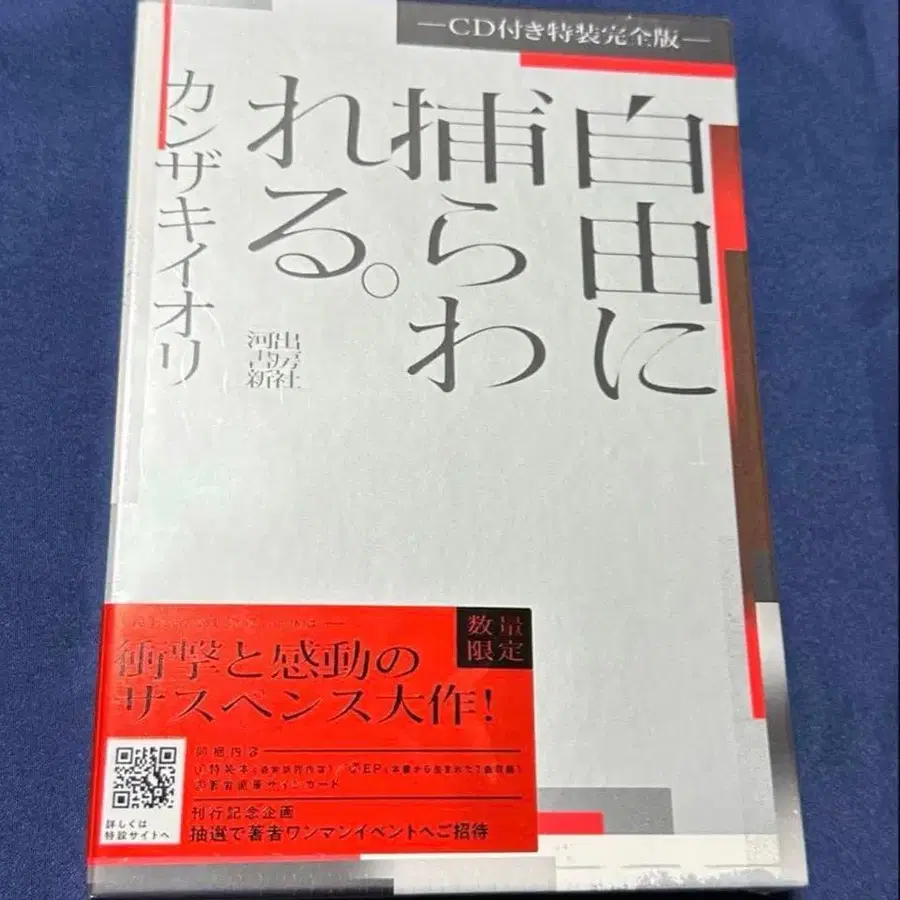 —CD付き特装完全版—
自由に
捕らわ
れる。
カンザキイオリ
河出
書房
新社
数量
限定
衝撃と感動の
サスペンス大作!
同梱内容
刊行記念企画
抽選で著者ワンマンイベントへご招待
詳しくは
特設サイトへ